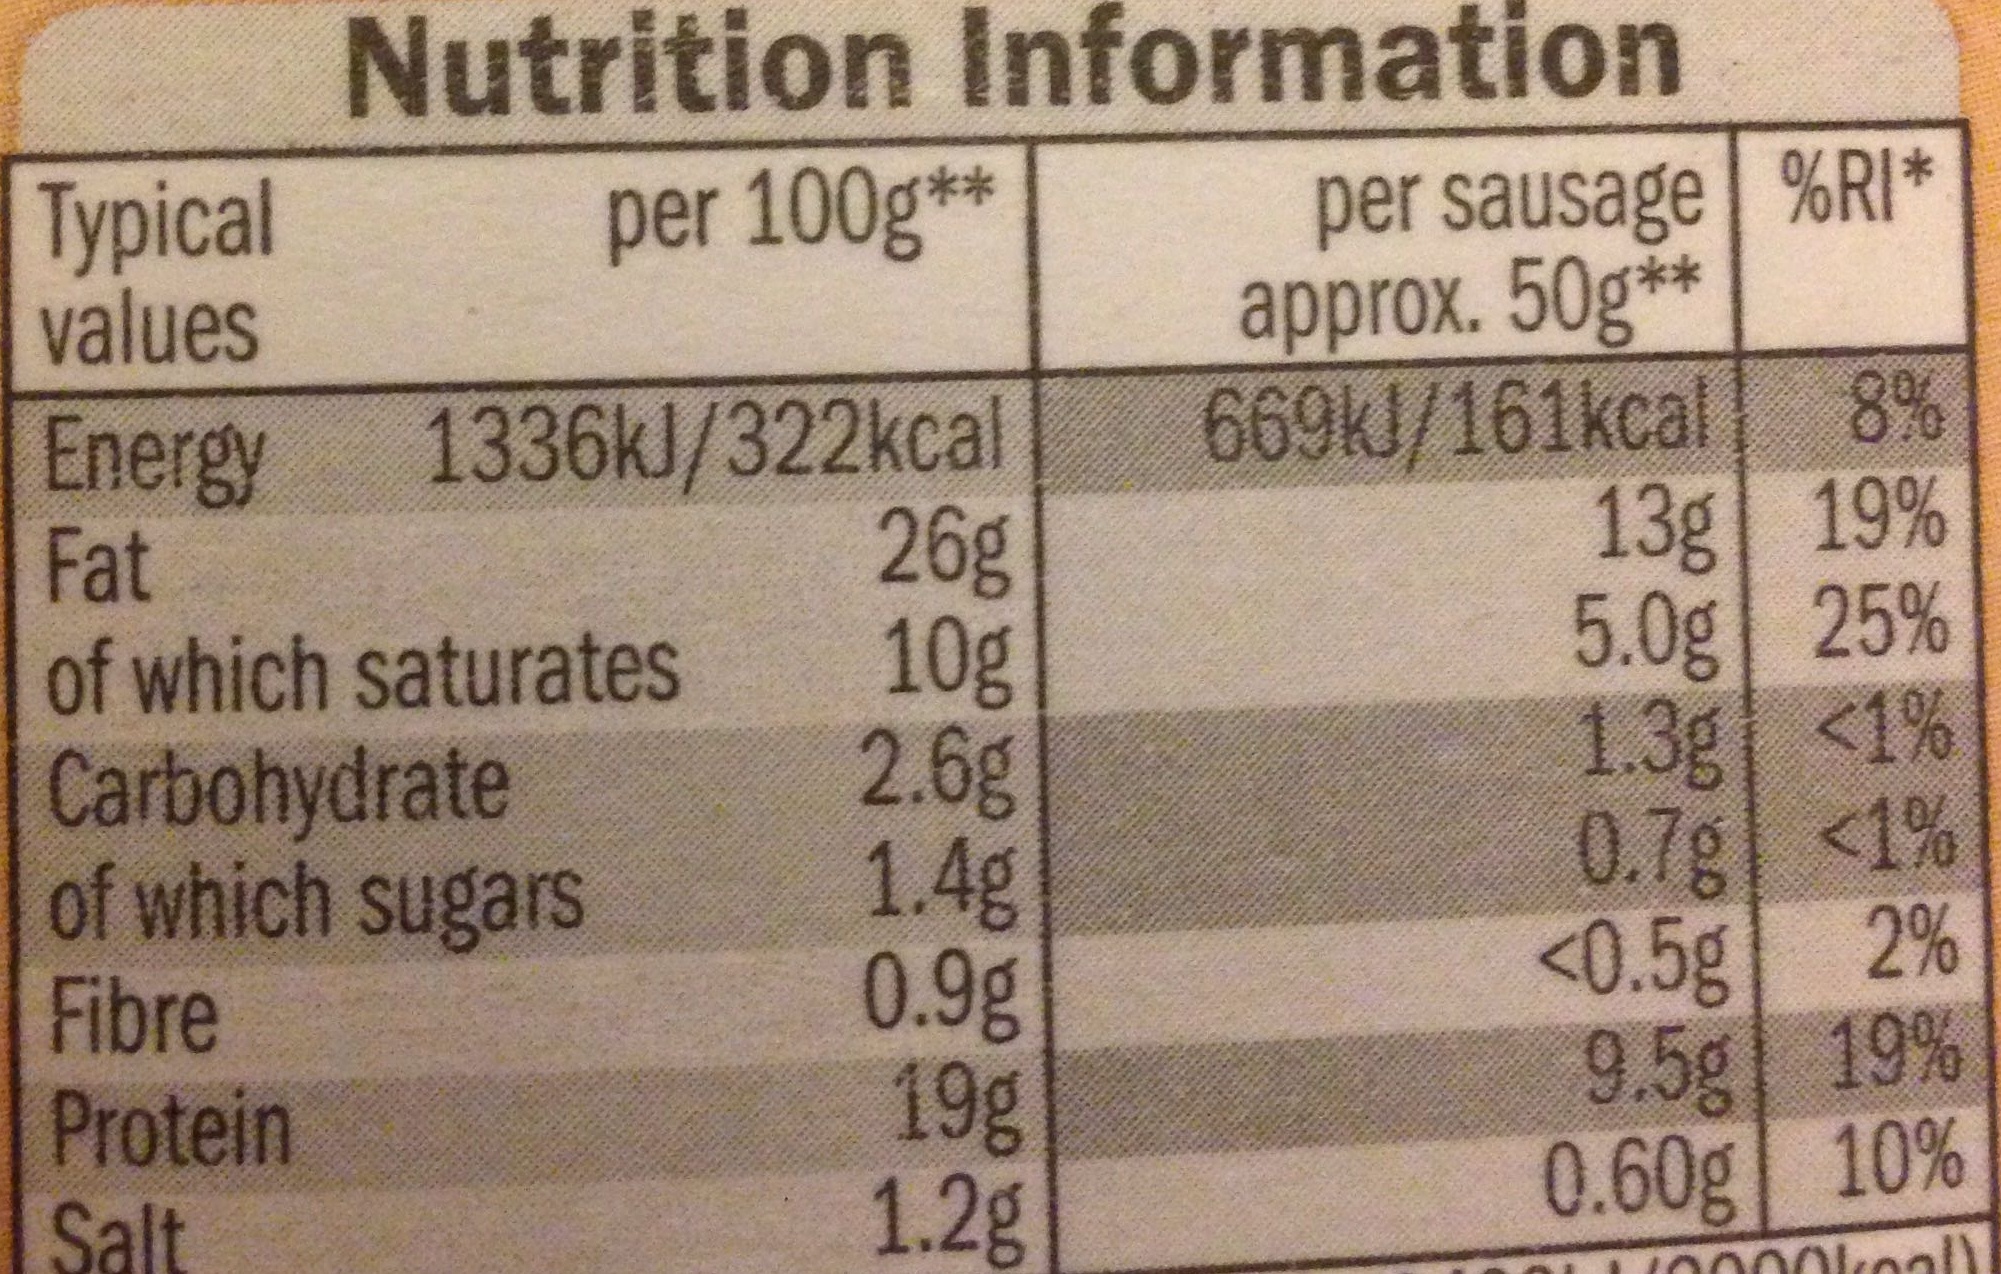 Nutrition Information
Typical values per 100g** per sausage approx. 50g** %RI*
Energy 1336kJ/322kcal 669kJ/161kcal 8%
Fat 26g 13g 19%
of which saturates 10g 5.0g 25%
Carbohydrate 2.6g 1.3g <1%
of which sugars 1.4g 0.7g <1%
Fibre 0.9g <0.5g 2%
Protein 19g 9.5g 19%
Salt 1.2g 0.60g 10%